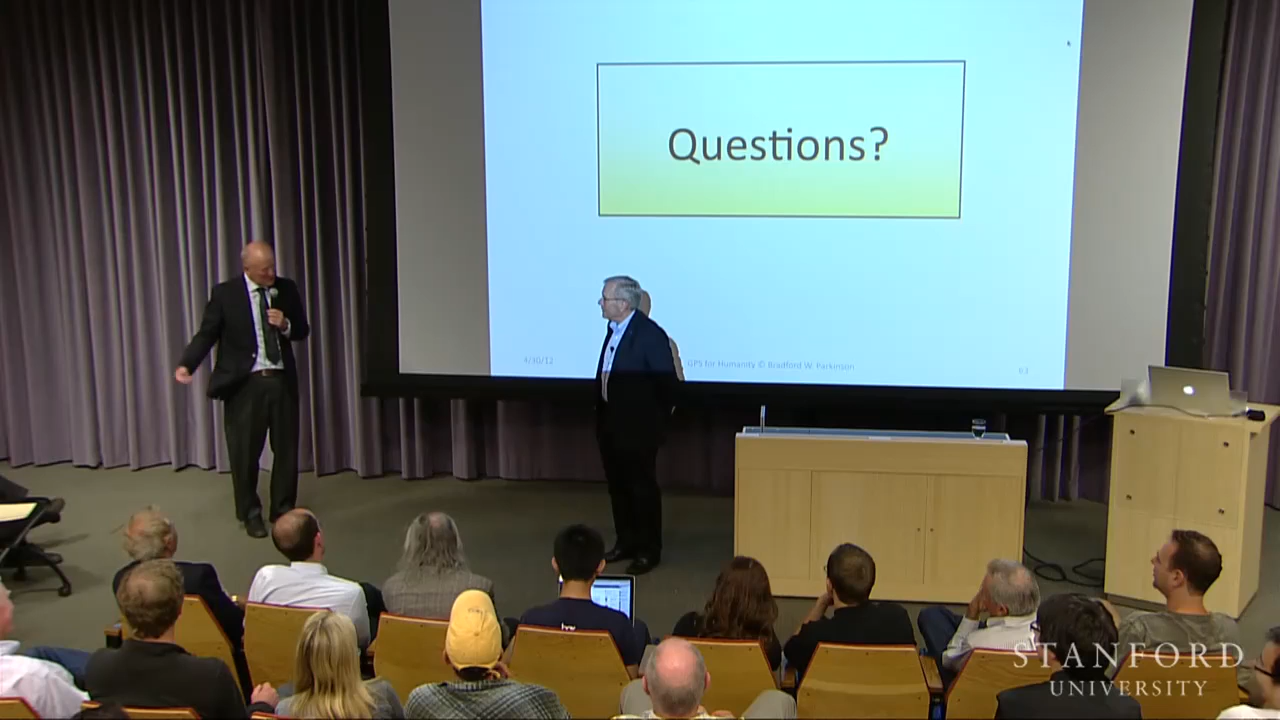 Questions?
4/30/12
GPS for Humanity © Bradford W. Parkinson
63
STANFORD
UNIVERSITY